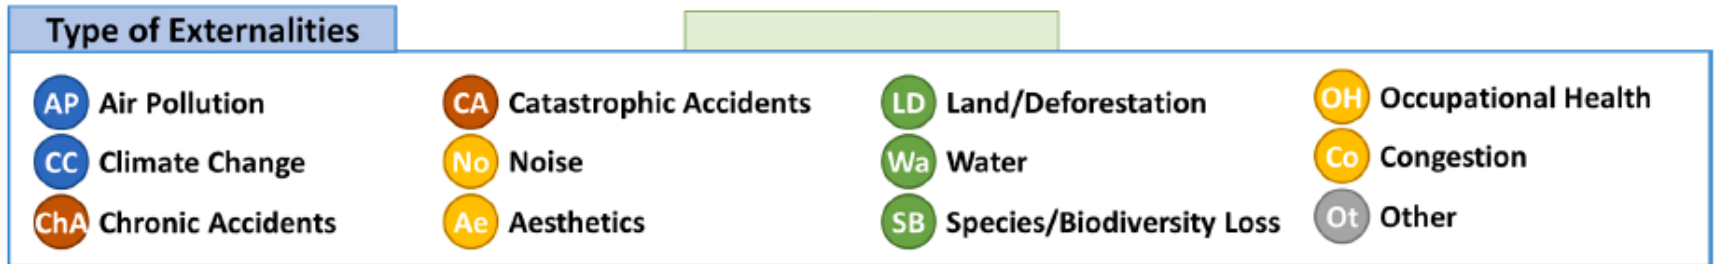 Type of Externalities
AP Air Pollution
CC Climate Change
ChA Chronic Accidents
CA Catastrophic Accidents
No Noise
Ae Aesthetics
LD Land/Deforestation
Wa Water
SB Species/Biodiversity Loss
OH Occupational Health
Co Congestion
Ot Other